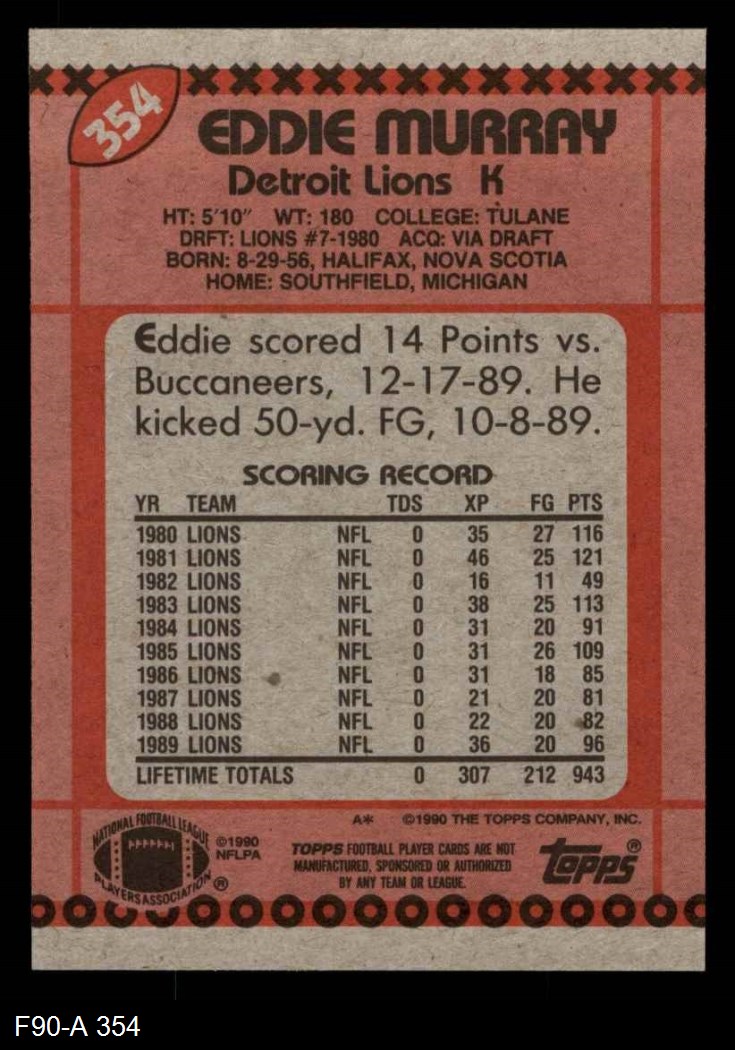 354
EDDIE MURRAY
Detroit Lions K
HT: 5'10" WT: 180 COLLEGE: TULANE
DRFT: LIONS #7-1980 ACQ: VIA DRAFT
BORN: 8-29-56, HALIFAX, NOVA SCOTIA
HOME: SOUTHFIELD, MICHIGAN
Eddie scored 14 Points vs.
Buccaneers, 12-17-89. He
kicked 50-yd. FG, 10-8-89.
SCORING RECORD
YR TEAM TDS XP FG PTS
1980 LIONS NFL 0 35 27 116
1981 LIONS NFL 0 46 25 121
1982 LIONS NFL 0 16 11 49
1983 LIONS NFL 0 38 25 113
1984 LIONS NFL 0 31 20 91
1985 LIONS NFL 0 31 26 109
1986 LIONS NFL 0 31 18 85
1987 LIONS NFL 0 21 20 81
1988 LIONS NFL 0 22 20 82
1989 LIONS NFL 0 36 20 96
LIFETIME TOTALS 0 307 212 943
A* ©1990 THE TOPPS COMPANY, INC.
NATIONAL FOOTBALL LEAGUE
PLAYERS ASSOCIATION ®
©1990
NFLPA
TOPPS FOOTBALL PLAYER CARDS ARE NOT
MANUFACTURED, SPONSORED OR AUTHORIZED
BY ANY TEAM OR LEAGUE.
topps ®
F90-A 354